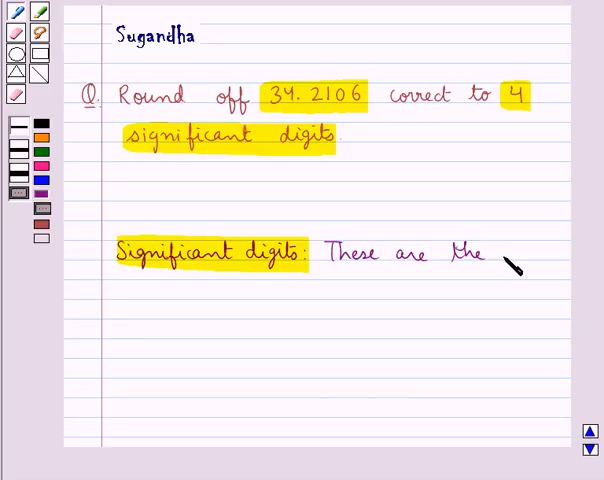 Sugandha
Q. Round off 34.2106 correct to 4
significant digits.
Significant digits: These are the